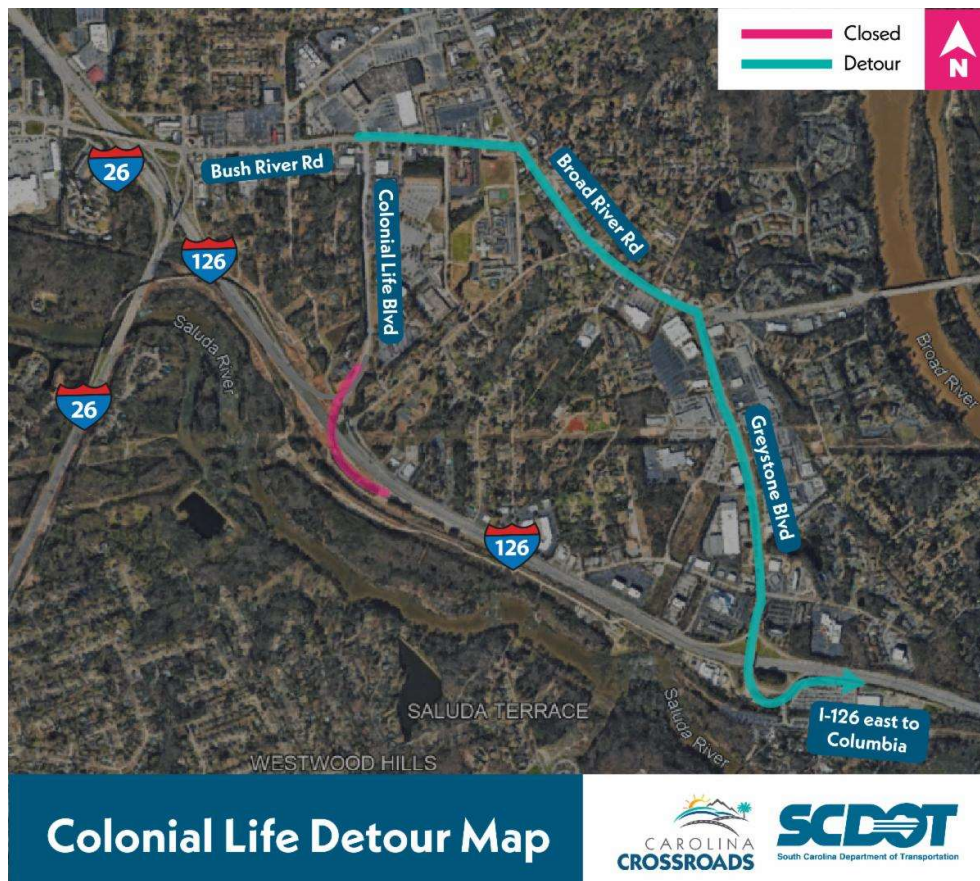 Closed
Detour
N
26
Bush River Rd
Broad River Rd
Colonial Life Blvd
126
Saluda River
Broad River
26
Greystone Blvd
126
SALUDA TERRACE
Saluda River
I-126 east to
Columbia
WESTWOOD HILLS
Colonial Life Detour Map
CAROLINA
CROSSROADS
SCDOT
South Carolina Department of Transportation